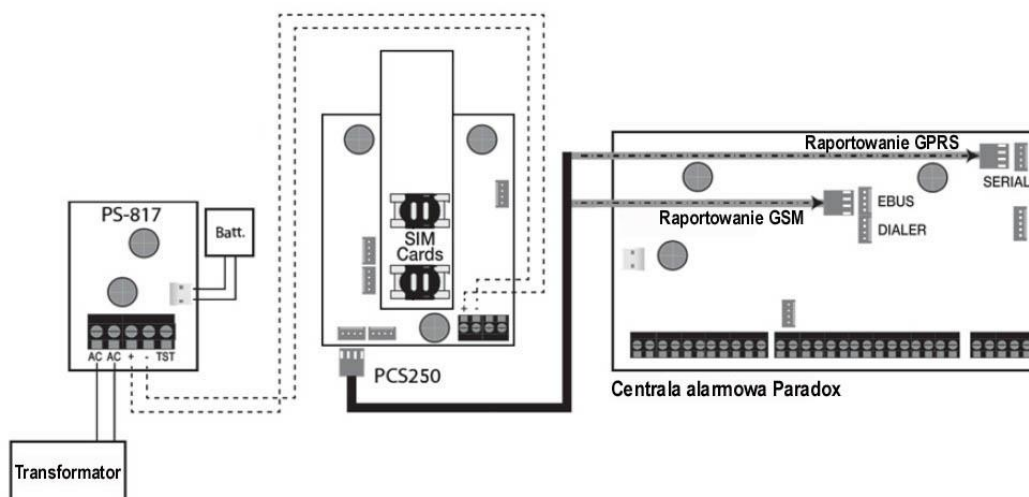 PS-817
Batt.
AC AC + - TST
Transformator
SIM
Cards
+ -
PCS250
Raportowanie GPRS
SERIAL
Raportowanie GSM
EBUS
DIALER
Centrala alarmowa Paradox